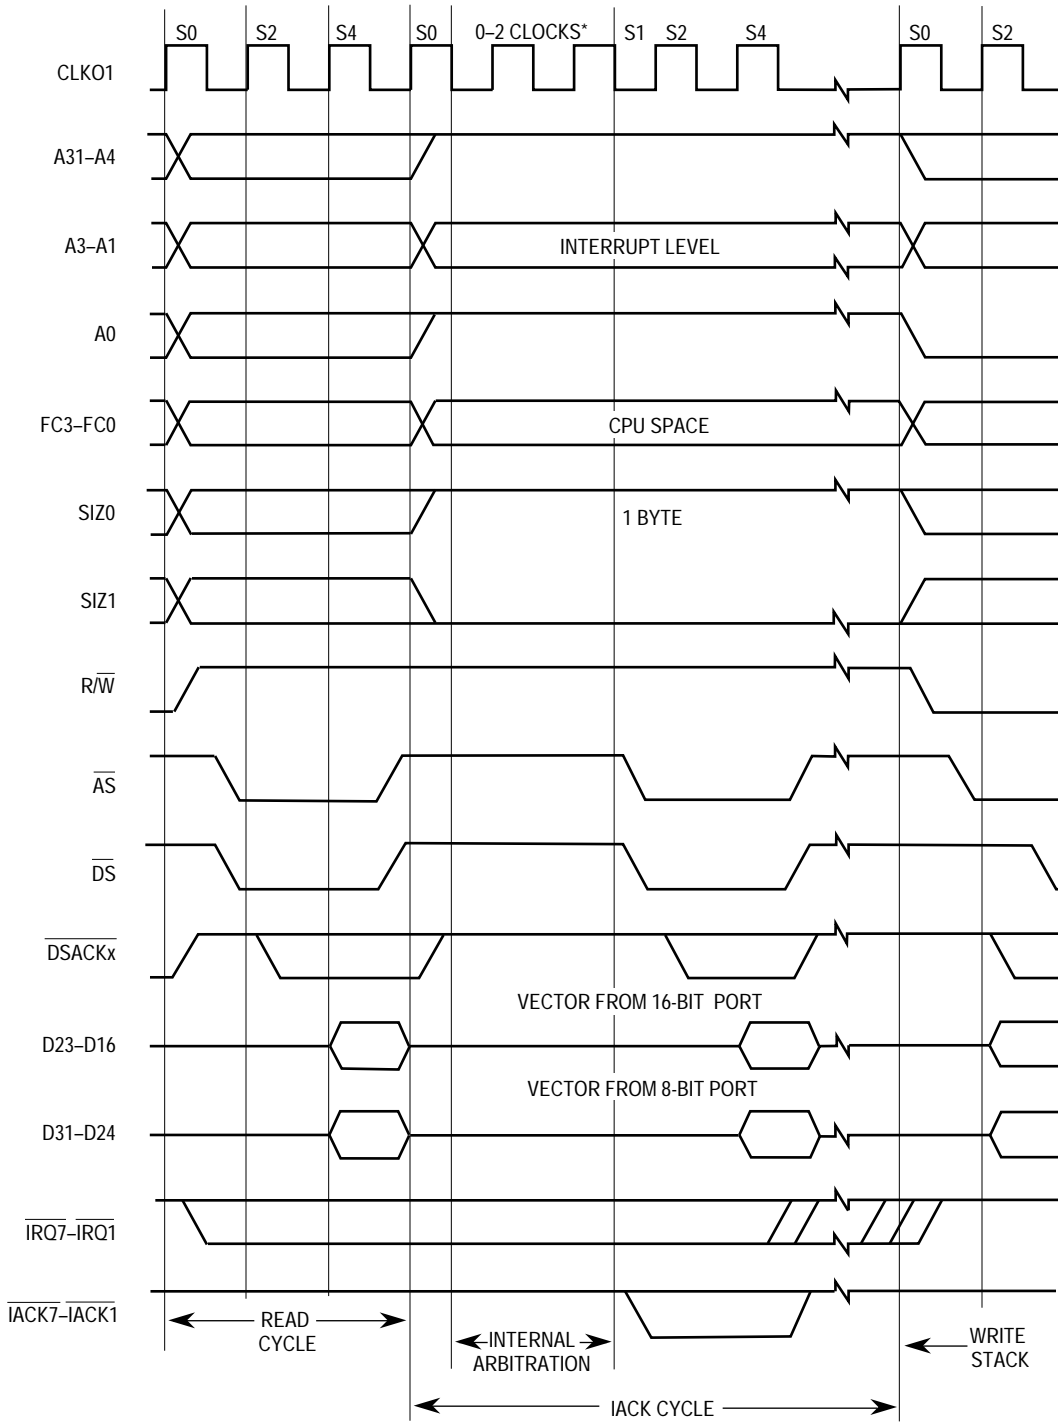 S0 S2 S4 S0 0–2 CLOCKS* S1 S2 S4 S0 S2
CLKO1
A31–A4
A3–A1 INTERRUPT LEVEL
A0
FC3–FC0 CPU SPACE
SIZ0 1 BYTE
SIZ1
R/W
AS
DS
DSACKx
VECTOR FROM 16-BIT PORT
D23–D16
VECTOR FROM 8-BIT PORT
D31–D24
IRQ7–IRQ1
IACK7–IACK1
READ
CYCLE
INTERNAL
ARBITRATION
WRITE
STACK
IACK CYCLE